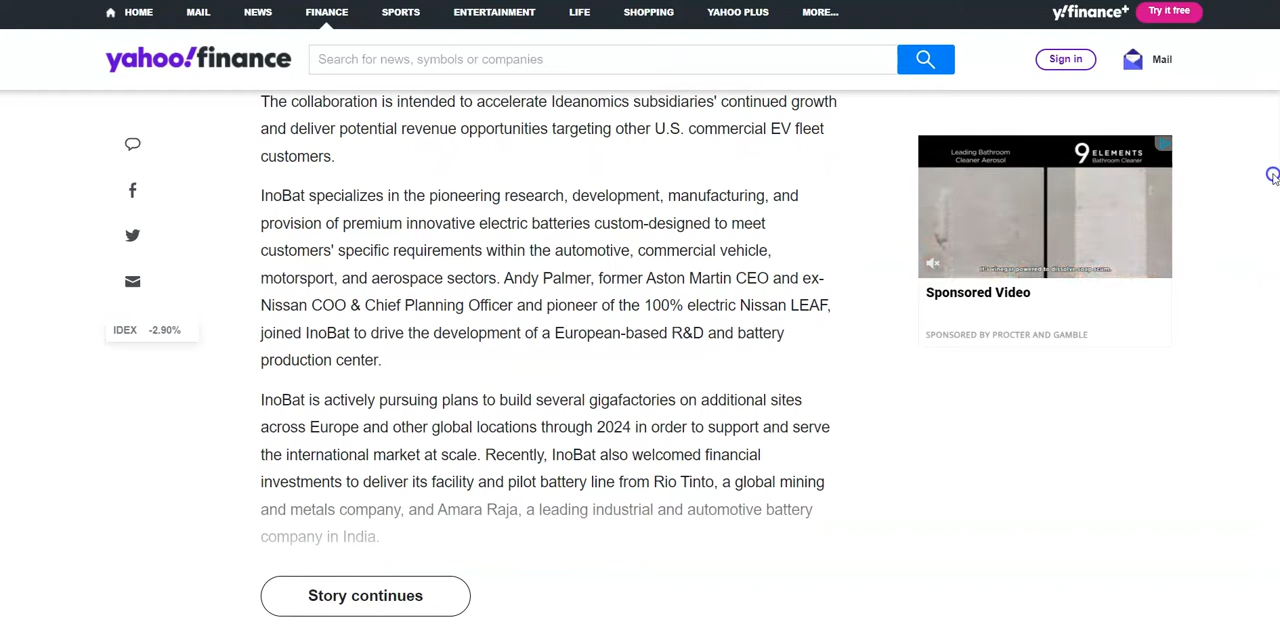 HOME MAIL NEWS FINANCE SPORTS ENTERTAINMENT LIFE SHOPPING YAHOO PLUS MORE... y!finance+ Try it free
yahoo!finance Search for news, symbols or companies Sign in Mail
The collaboration is intended to accelerate Ideanomics subsidiaries' continued growth
and deliver potential revenue opportunities targeting other U.S. commercial EV fleet
customers.
InoBat specializes in the pioneering research, development, manufacturing, and
provision of premium innovative electric batteries custom-designed to meet
customers' specific requirements within the automotive, commercial vehicle,
motorsport, and aerospace sectors. Andy Palmer, former Aston Martin CEO and ex-
Nissan COO & Chief Planning Officer and pioneer of the 100% electric Nissan LEAF,
joined InoBat to drive the development of a European-based R&D and battery
production center.
InoBat is actively pursuing plans to build several gigafactories on additional sites
across Europe and other global locations through 2024 in order to support and serve
the international market at scale. Recently, InoBat also welcomed financial
investments to deliver its facility and pilot battery line from Rio Tinto, a global mining
and metals company, and Amara Raja, a leading industrial and automotive battery
company in India.
Story continues
IDEX -2.90%
Leading Bathroom
Cleaner Aerosol
9 ELEMENTS
Bathroom Cleaner
It's vinegar powered to dissolve soap scum.
Sponsored Video
SPONSORED BY PROCTER AND GAMBLE